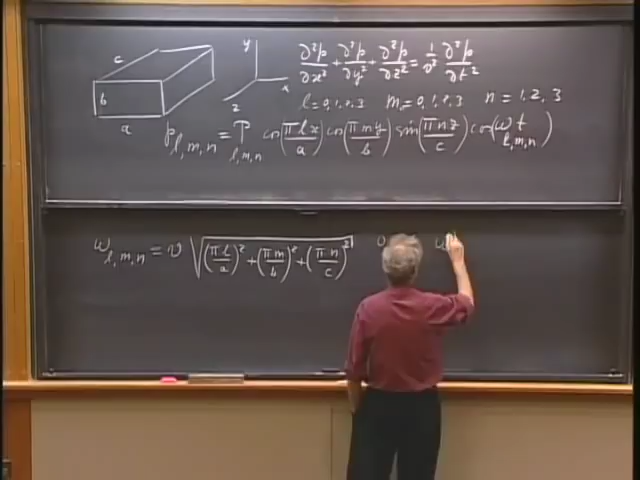 c y
b x
z
a
∂²p/∂x² + ∂²p/∂y² + ∂²p/∂z² = 1/v² ∂²p/∂t²
l = 0,1,2,3 m = 0,1,2,3 n = 1,2,3
p_{l,m,n} = P_{l,m,n} cos(πlx/a) cos(πmy/b) sin(πnz/c) cos(ω_{l,m,n} t)
ω_{l,m,n} = v √((πl/a)² + (πm/b)² + (πn/c)²)